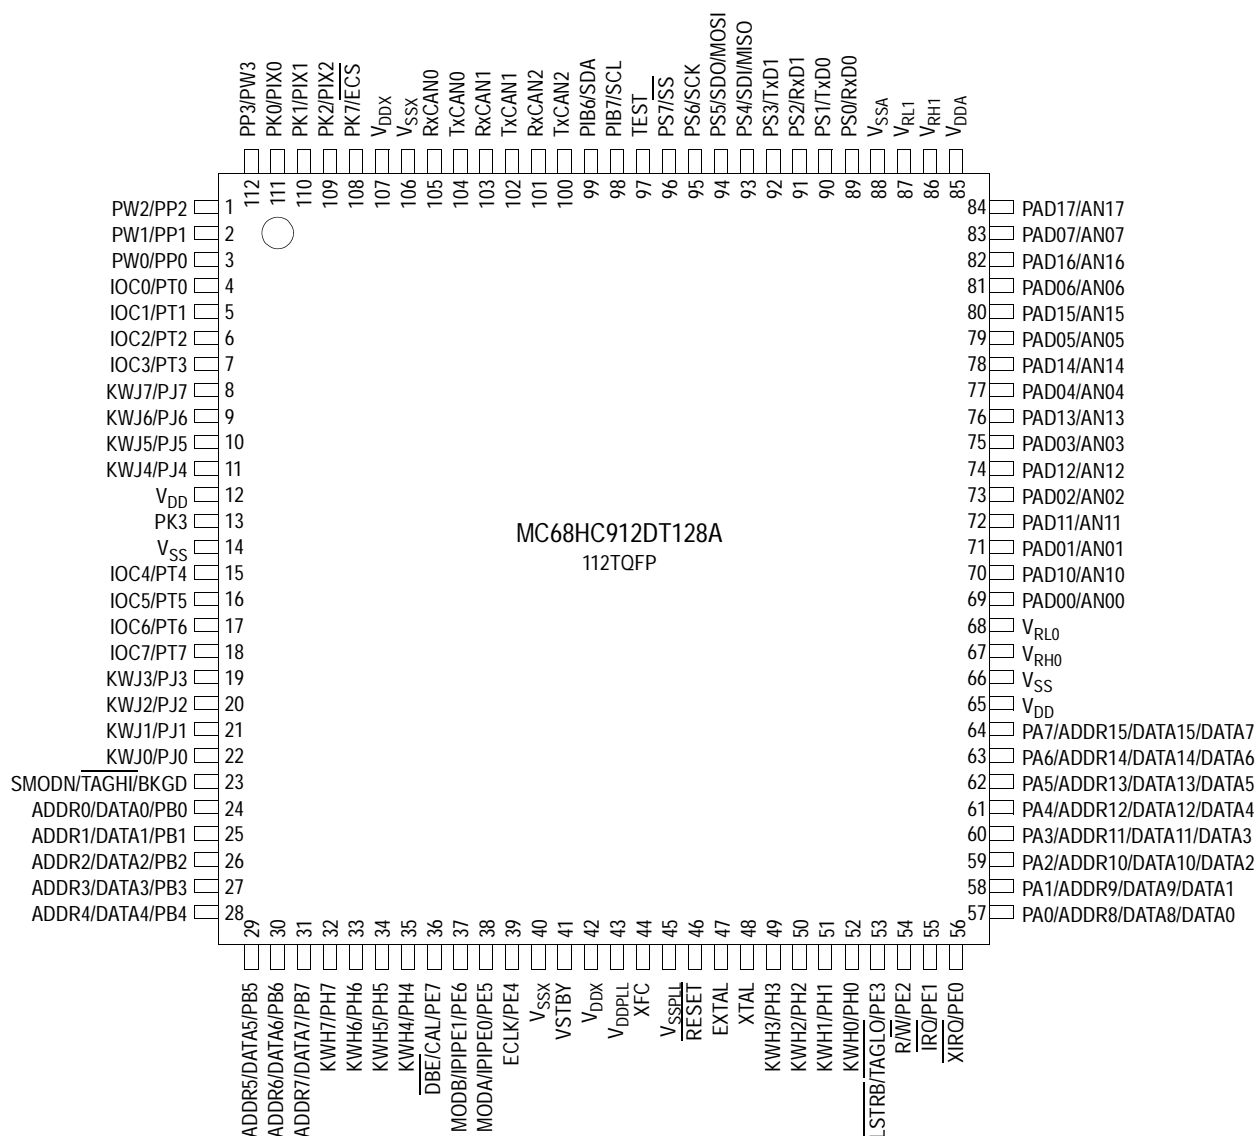 PP3/PW3
PK0/PIX0
PK1/PIX1
PK2/PIX2
PK7/ECS
VDDX
VSSX
RxCAN0
TxCAN0
RxCAN1
TxCAN1
RxCAN2
TxCAN2
PIB6/SDA
PIB7/SCL
TEST
PS7/SS
PS6/SCK
PS5/SDO/MOSI
PS4/SDI/MISO
PS3/TxD1
PS2/RxD1
PS1/TxD0
PS0/RxD0
VSSA
VRL1
VRH1
VDDA
112
111
110
109
108
107
106
105
104
103
102
101
100
99
98
97
96
95
94
93
92
91
90
89
88
87
86
85
PW2/PP2 1
PW1/PP1 2
PW0/PP0 3
IOC0/PT0 4
IOC1/PT1 5
IOC2/PT2 6
IOC3/PT3 7
KWJ7/PJ7 8
KWJ6/PJ6 9
KWJ5/PJ5 10
KWJ4/PJ4 11
VDD 12
PK3 13
VSS 14
IOC4/PT4 15
IOC5/PT5 16
IOC6/PT6 17
IOC7/PT7 18
KWJ3/PJ3 19
KWJ2/PJ2 20
KWJ1/PJ1 21
KWJ0/PJ0 22
SMODN/TAGHI/BKGD 23
ADDR0/DATA0/PB0 24
ADDR1/DATA1/PB1 25
ADDR2/DATA2/PB2 26
ADDR3/DATA3/PB3 27
ADDR4/DATA4/PB4 28
MC68HC912DT128A
112TQFP
84 PAD17/AN17
83 PAD07/AN07
82 PAD16/AN16
81 PAD06/AN06
80 PAD15/AN15
79 PAD05/AN05
78 PAD14/AN14
77 PAD04/AN04
76 PAD13/AN13
75 PAD03/AN03
74 PAD12/AN12
73 PAD02/AN02
72 PAD11/AN11
71 PAD01/AN01
70 PAD10/AN10
69 PAD00/AN00
68 VRL0
67 VRH0
66 VSS
65 VDD
64 PA7/ADDR15/DATA15/DATA7
63 PA6/ADDR14/DATA14/DATA6
62 PA5/ADDR13/DATA13/DATA5
61 PA4/ADDR12/DATA12/DATA4
60 PA3/ADDR11/DATA11/DATA3
59 PA2/ADDR10/DATA10/DATA2
58 PA1/ADDR9/DATA9/DATA1
57 PA0/ADDR8/DATA8/DATA0
29
30
31
32
33
34
35
36
37
38
39
40
41
42
43
44
45
46
47
48
49
50
51
52
53
54
55
56
ADDR5/DATA5/PB5
ADDR6/DATA6/PB6
ADDR7/DATA7/PB7
KWH7/PH7
KWH6/PH6
KWH5/PH5
KWH4/PH4
DBE/CAL/PE7
MODB/IPIPE1/PE6
MODA/IPIPE0/PE5
ECLK/PE4
VSSX
VSTBY
VDDX
VDDPLL
XFC
VSSPLL
RESET
EXTAL
XTAL
KWH3/PH3
KWH2/PH2
KWH1/PH1
KWH0/PH0
LSTRB/TAGLO/PE3
R/W/PE2
IRQ/PE1
XIRQ/PE0